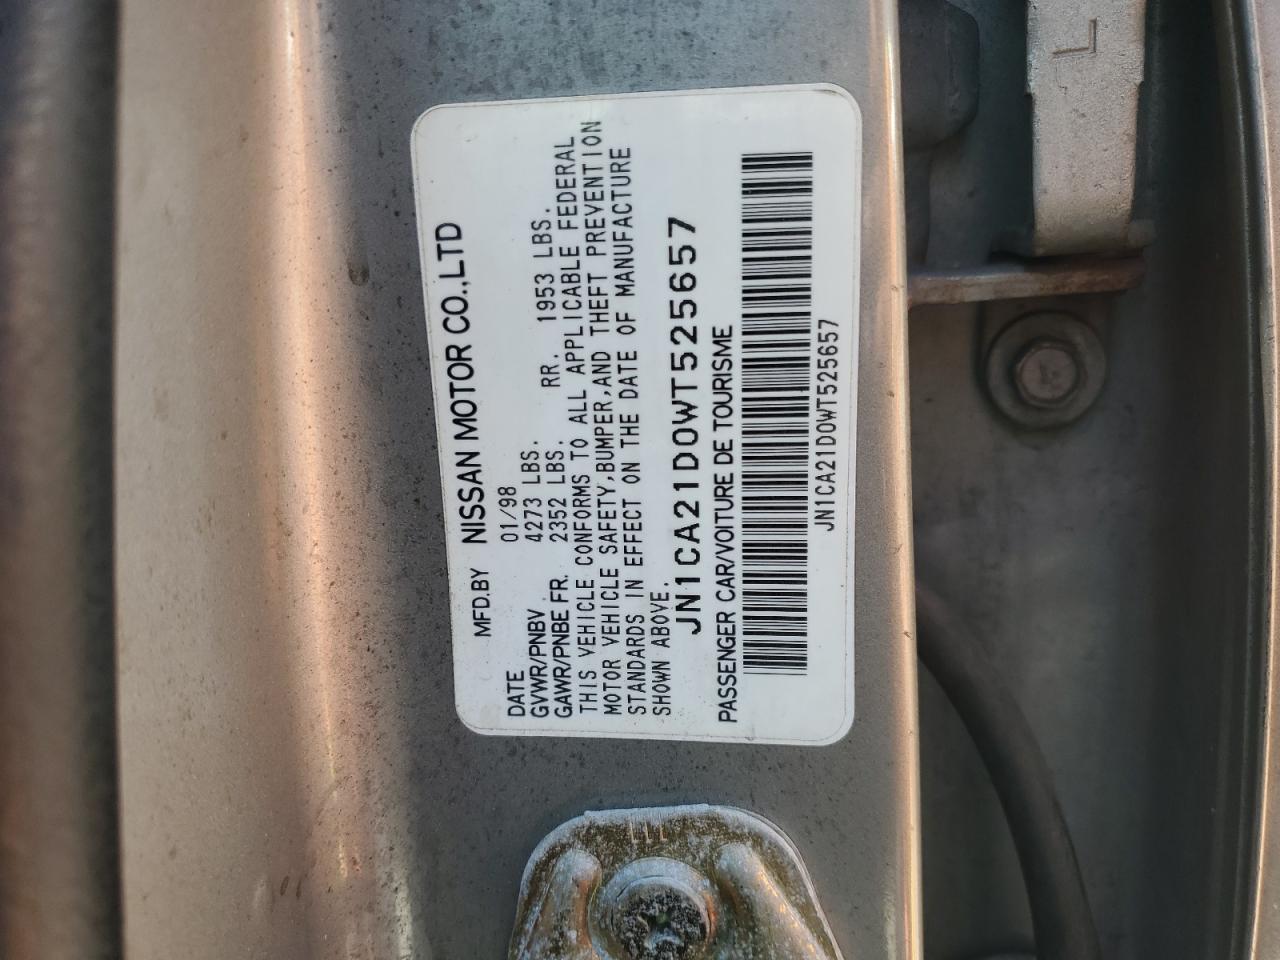 MFD.BY NISSAN MOTOR CO.,LTD
DATE 01/98
GVWR/PNBV 4273 LBS.
GAWR/PNBE FR. 2352 LBS. RR. 1953 LBS.
THIS VEHICLE CONFORMS TO ALL APPLICABLE FEDERAL
MOTOR VEHICLE SAFETY,BUMPER,AND THEFT PREVENTION
STANDARDS IN EFFECT ON THE DATE OF MANUFACTURE
SHOWN ABOVE.
JN1CA21D0WT525657
PASSENGER CAR/VOITURE DE TOURISME
JN1CA21D0WT525657
L